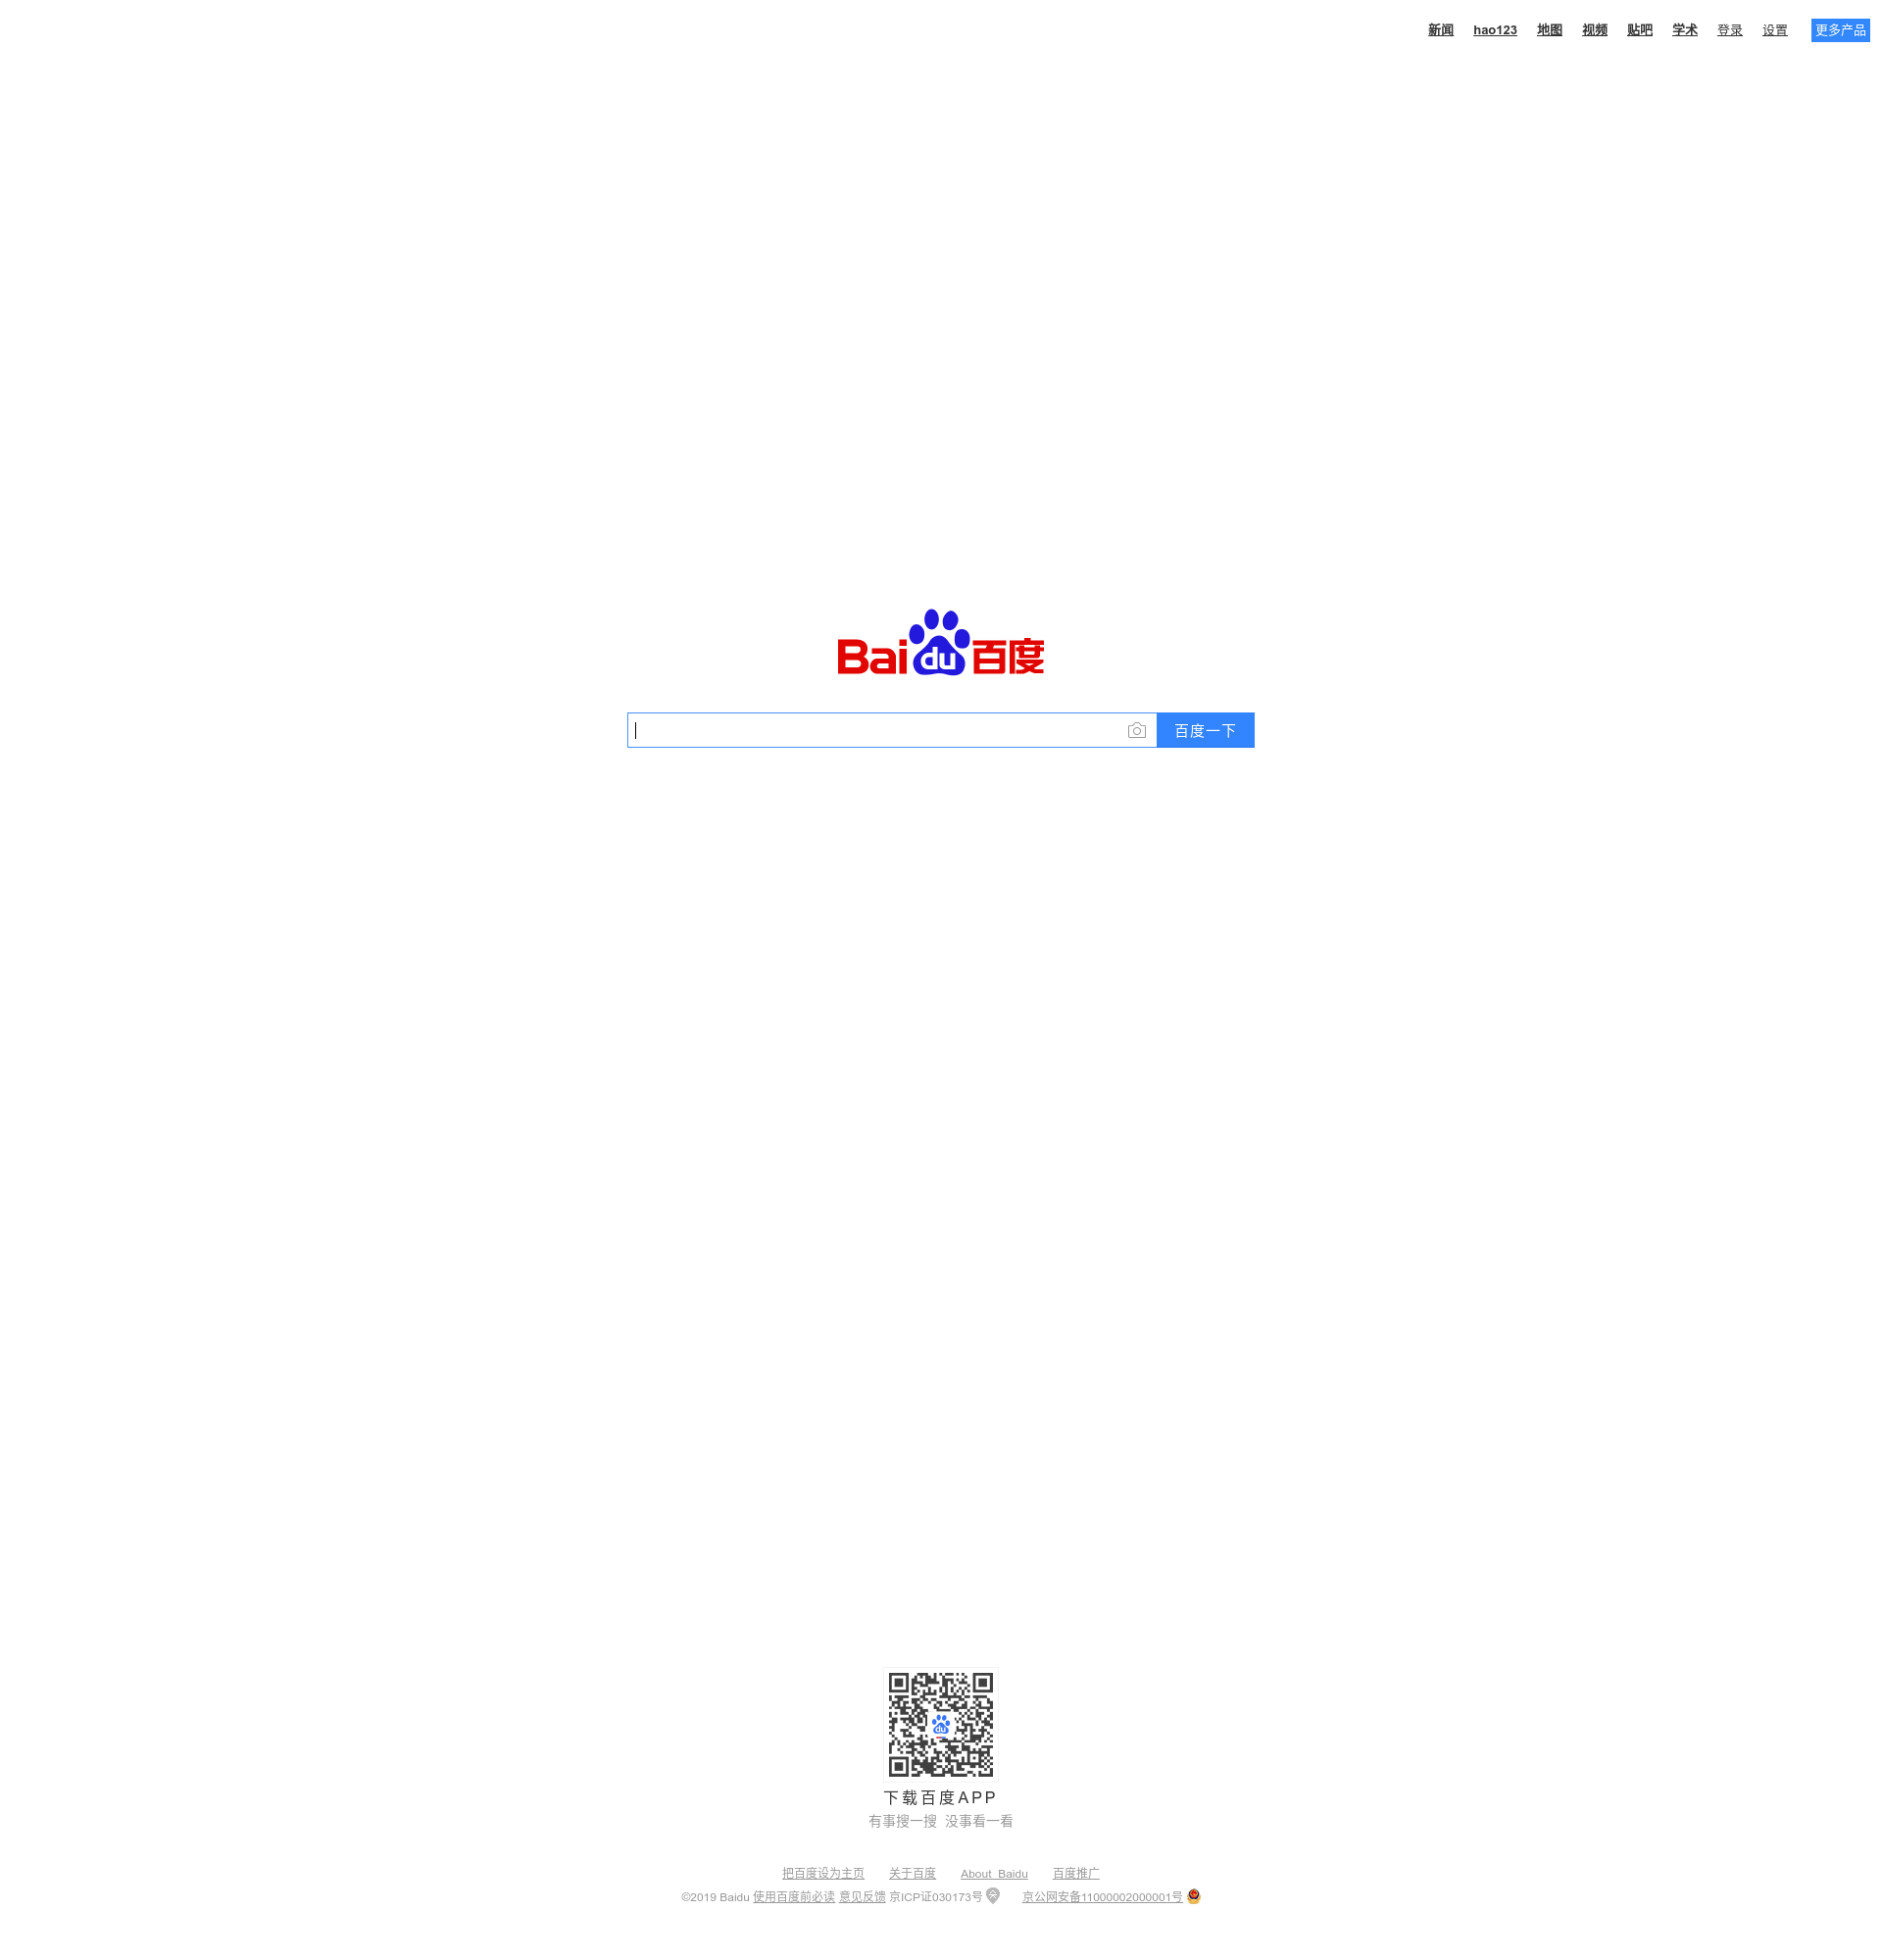 新闻 hao123 地图 视频 贴吧 学术 登录 设置 更多产品
Bai du 百度
百度一下
du
下载百度APP
有事搜一搜 没事看一看
把百度设为主页 关于百度 About Baidu 百度推广
©2019 Baidu 使用百度前必读 意见反馈 京ICP证030173号 京公网安备11000002000001号